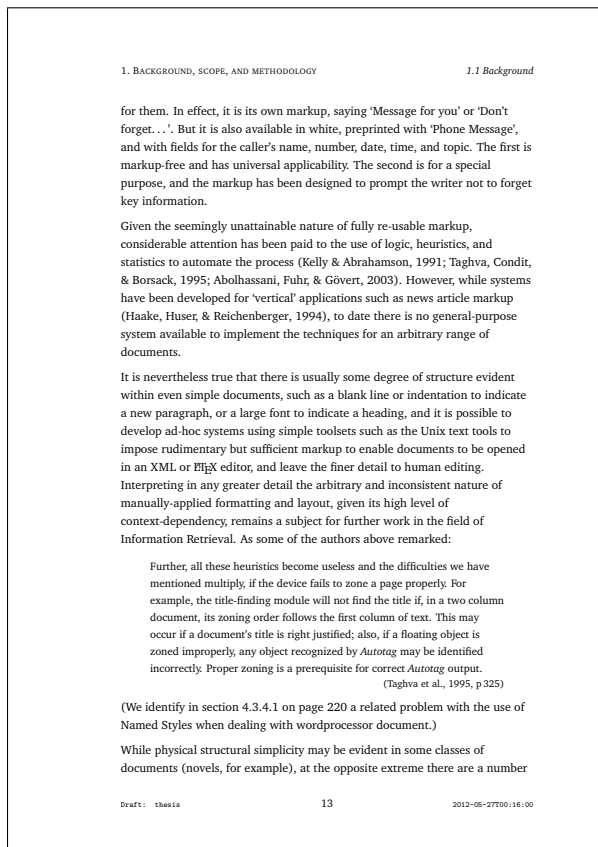 1. Background, scope, and methodology 1.1 Background
for them. In effect, it is its own markup, saying ‘Message for you’ or ‘Don’t
forget. . . ’. But it is also available in white, preprinted with ‘Phone Message’,
and with fields for the caller’s name, number, date, time, and topic. The first is
markup-free and has universal applicability. The second is for a special
purpose, and the markup has been designed to prompt the writer not to forget
key information.
Given the seemingly unattainable nature of fully re-usable markup,
considerable attention has been paid to the use of logic, heuristics, and
statistics to automate the process (Kelly & Abrahamson, 1991; Taghva, Condit,
& Borsack, 1995; Abolhassani, Fuhr, & Gövert, 2003). However, while systems
have been developed for ‘vertical’ applications such as news article markup
(Haake, Huser, & Reichenberger, 1994), to date there is no general-purpose
system available to implement the techniques for an arbitrary range of
documents.
It is nevertheless true that there is usually some degree of structure evident
within even simple documents, such as a blank line or indentation to indicate
a new paragraph, or a large font to indicate a heading, and it is possible to
develop ad-hoc systems using simple toolsets such as the Unix text tools to
impose rudimentary but sufficient markup to enable documents to be opened
in an XML or LATEX editor, and leave the finer detail to human editing.
Interpreting in any greater detail the arbitrary and inconsistent nature of
manually-applied formatting and layout, given its high level of
context-dependency, remains a subject for further work in the field of
Information Retrieval. As some of the authors above remarked:
Further, all these heuristics become useless and the difficulties we have
mentioned multiply, if the device fails to zone a page properly. For
example, the title-finding module will not find the title if, in a two column
document, its zoning order follows the first column of text. This may
occur if a document’s title is right justified; also, if a floating object is
zoned improperly, any object recognized by Autotag may be identified
incorrectly. Proper zoning is a prerequisite for correct Autotag output.
(Taghva et al., 1995, p 325)
(We identify in section 4.3.4.1 on page 220 a related problem with the use of
Named Styles when dealing with wordprocessor document.)
While physical structural simplicity may be evident in some classes of
documents (novels, for example), at the opposite extreme there are a number
Draft: thesis 13 2012-05-27T00:16:00